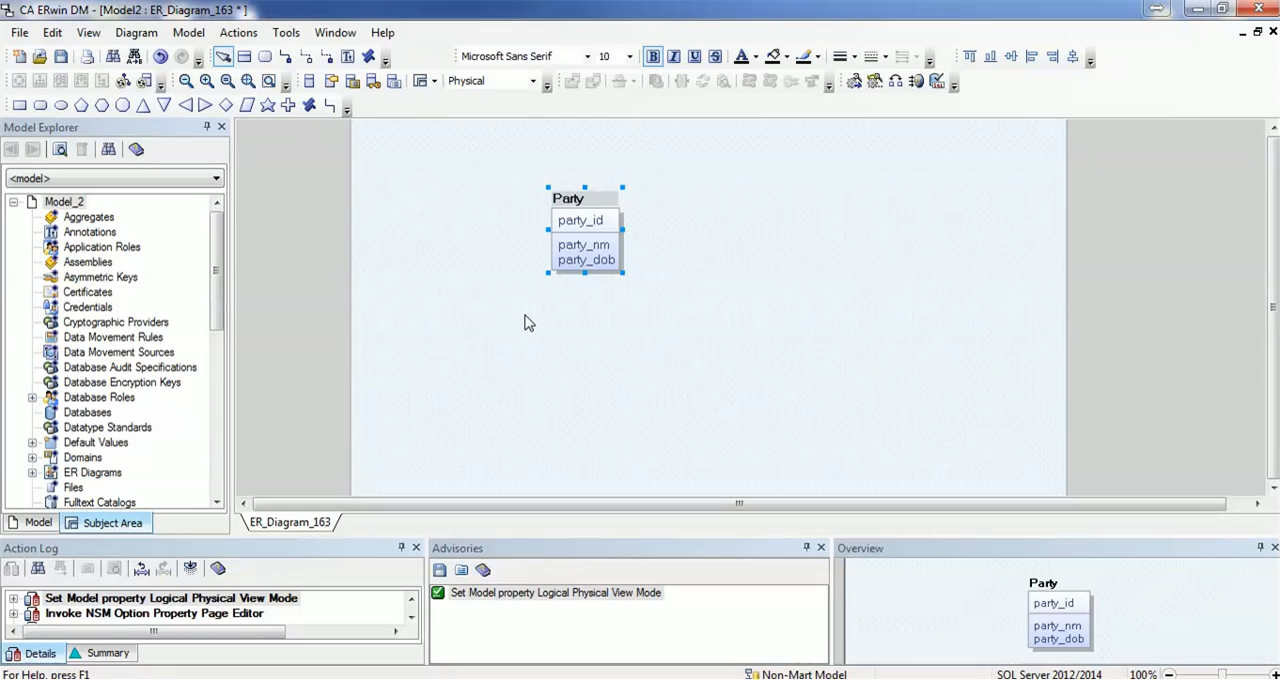 CA ERwin DM - [Model2 : ER_Diagram_163 * ]
File Edit View Diagram Model Actions Tools Window Help
Microsoft Sans Serif 10 B I U S A
Physical
Model Explorer
<model>
Model_2
Aggregates
Annotations
Application Roles
Assemblies
Asymmetric Keys
Certificates
Credentials
Cryptographic Providers
Data Movement Rules
Data Movement Sources
Database Audit Specifications
Database Encryption Keys
Database Roles
Databases
Datatype Standards
Default Values
Domains
ER Diagrams
Files
Fulltext Catalogs
Model Subject Area
Party
party_id
party_nm
party_dob
ER_Diagram_163
Action Log
Set Model property Logical Physical View Mode
Invoke NSM Option Property Page Editor
Details Summary
Advisories
Set Model property Logical Physical View Mode
Overview
Party
party_id
party_nm
party_dob
For Help, press F1
Non-Mart Model SQL Server 2012/2014 100%